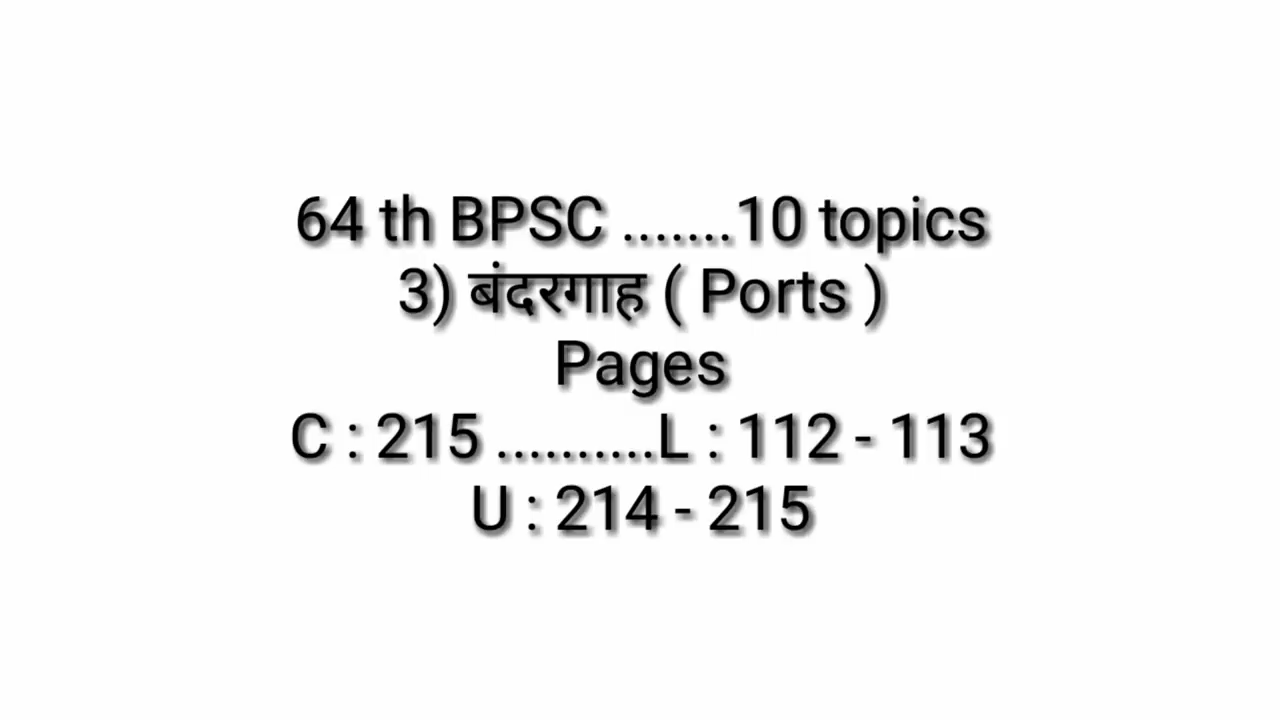 64 th BPSC .......10 topics
3) बंदरगाह ( Ports )
Pages
C : 215 ..........L : 112 - 113
U : 214 - 215